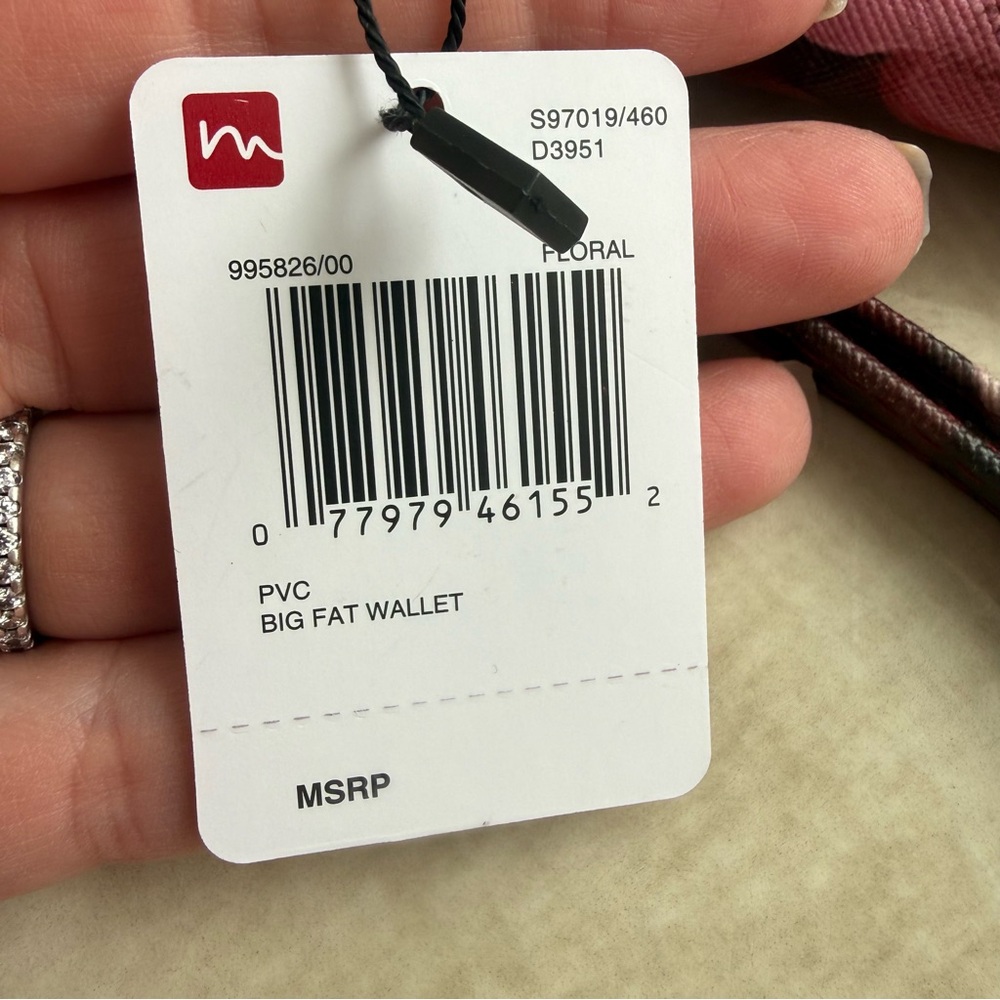 S97019/460
D3951
995826/00
FLORAL
0 77979 46155 2
PVC
BIG FAT WALLET
MSRP